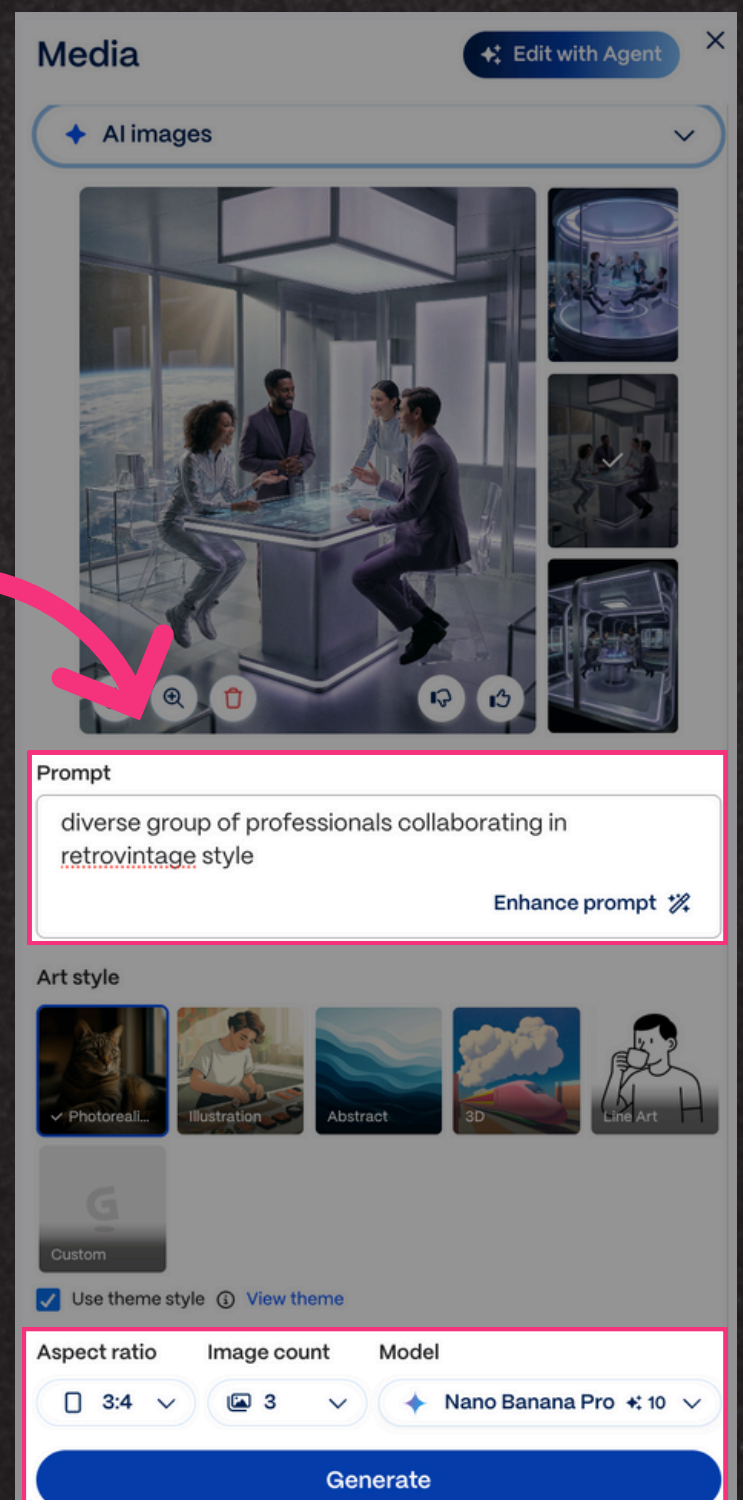 Media
Edit with Agent
AI images
Prompt
diverse group of professionals collaborating in
retrovintage style
Enhance prompt
Art style
Photoreali...
Illustration
Abstract
3D
Line Art
G
Custom
Use theme style
View theme
Aspect ratio
Image count
Model
3:4
3
Nano Banana Pro 10
Generate